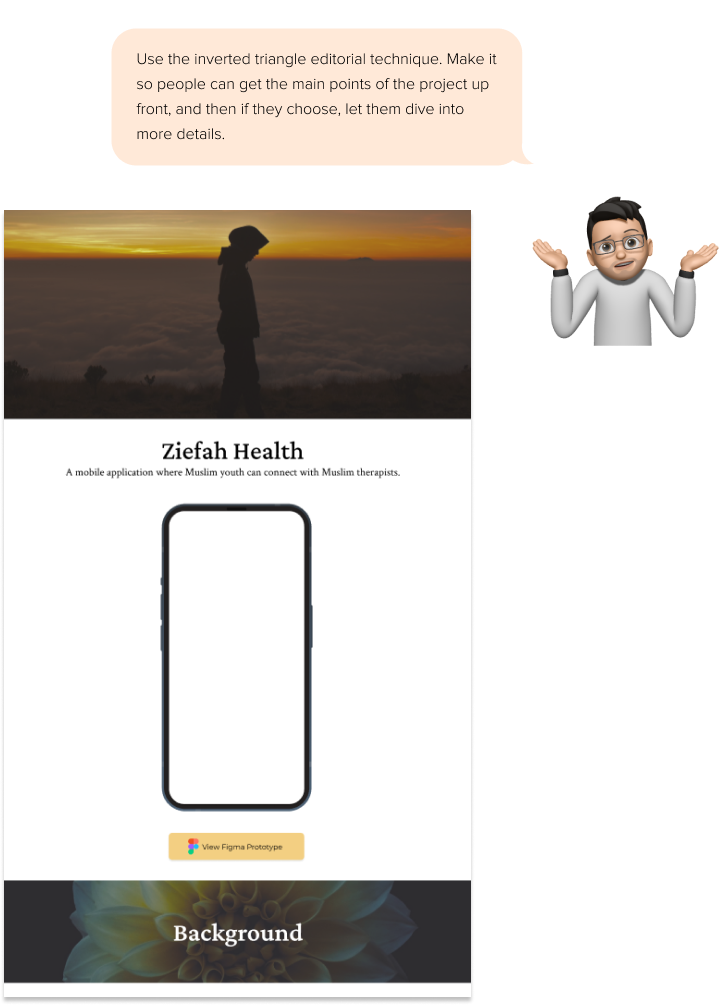 Use the inverted triangle editorial technique. Make it
so people can get the main points of the project up
front, and then if they choose, let them dive into
more details.
Ziefah Health
A mobile application where Muslim youth can connect with Muslim therapists.
View Figma Prototype
Background